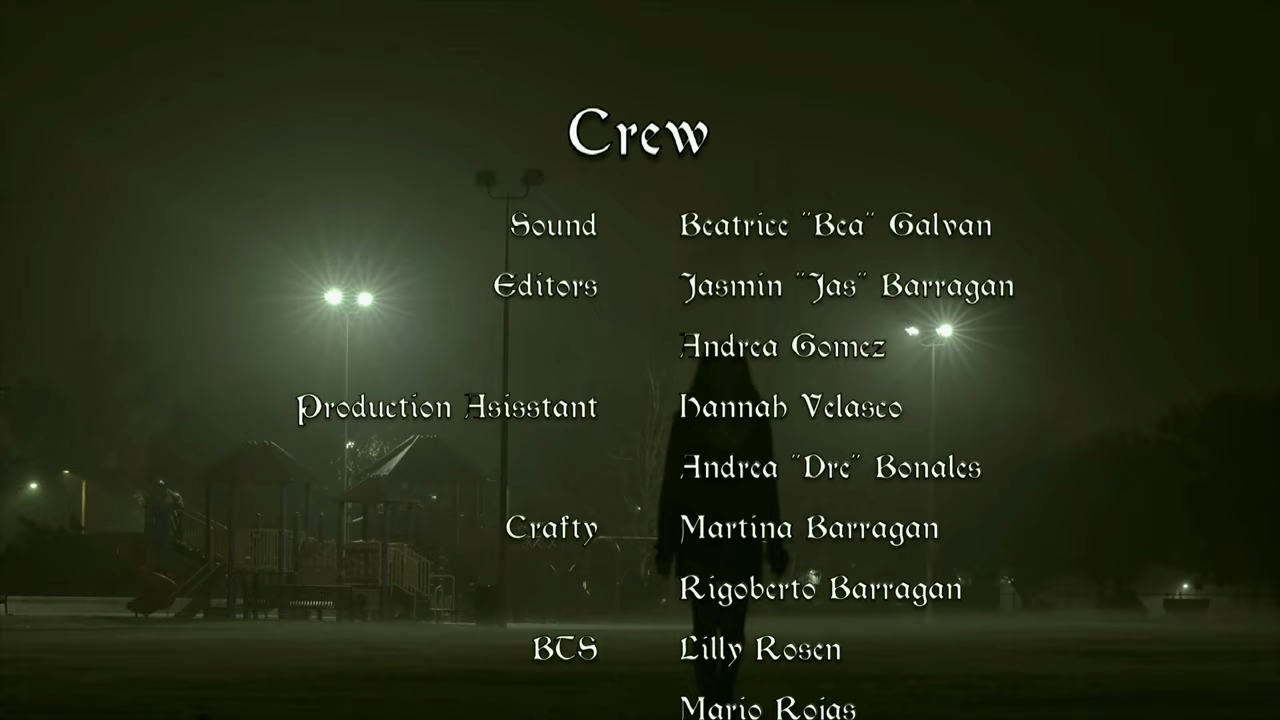 Crew
Sound Beatrice "Bea" Galvan
Editors Jasmin "Jas" Barragan
Andrea Gomez
Production Asisstant Hannah Velasco
Andrea "Dre" Bonales
Crafty Martina Barragan
Rigoberto Barragan
BTS Lilly Rosen
Mario Rojas